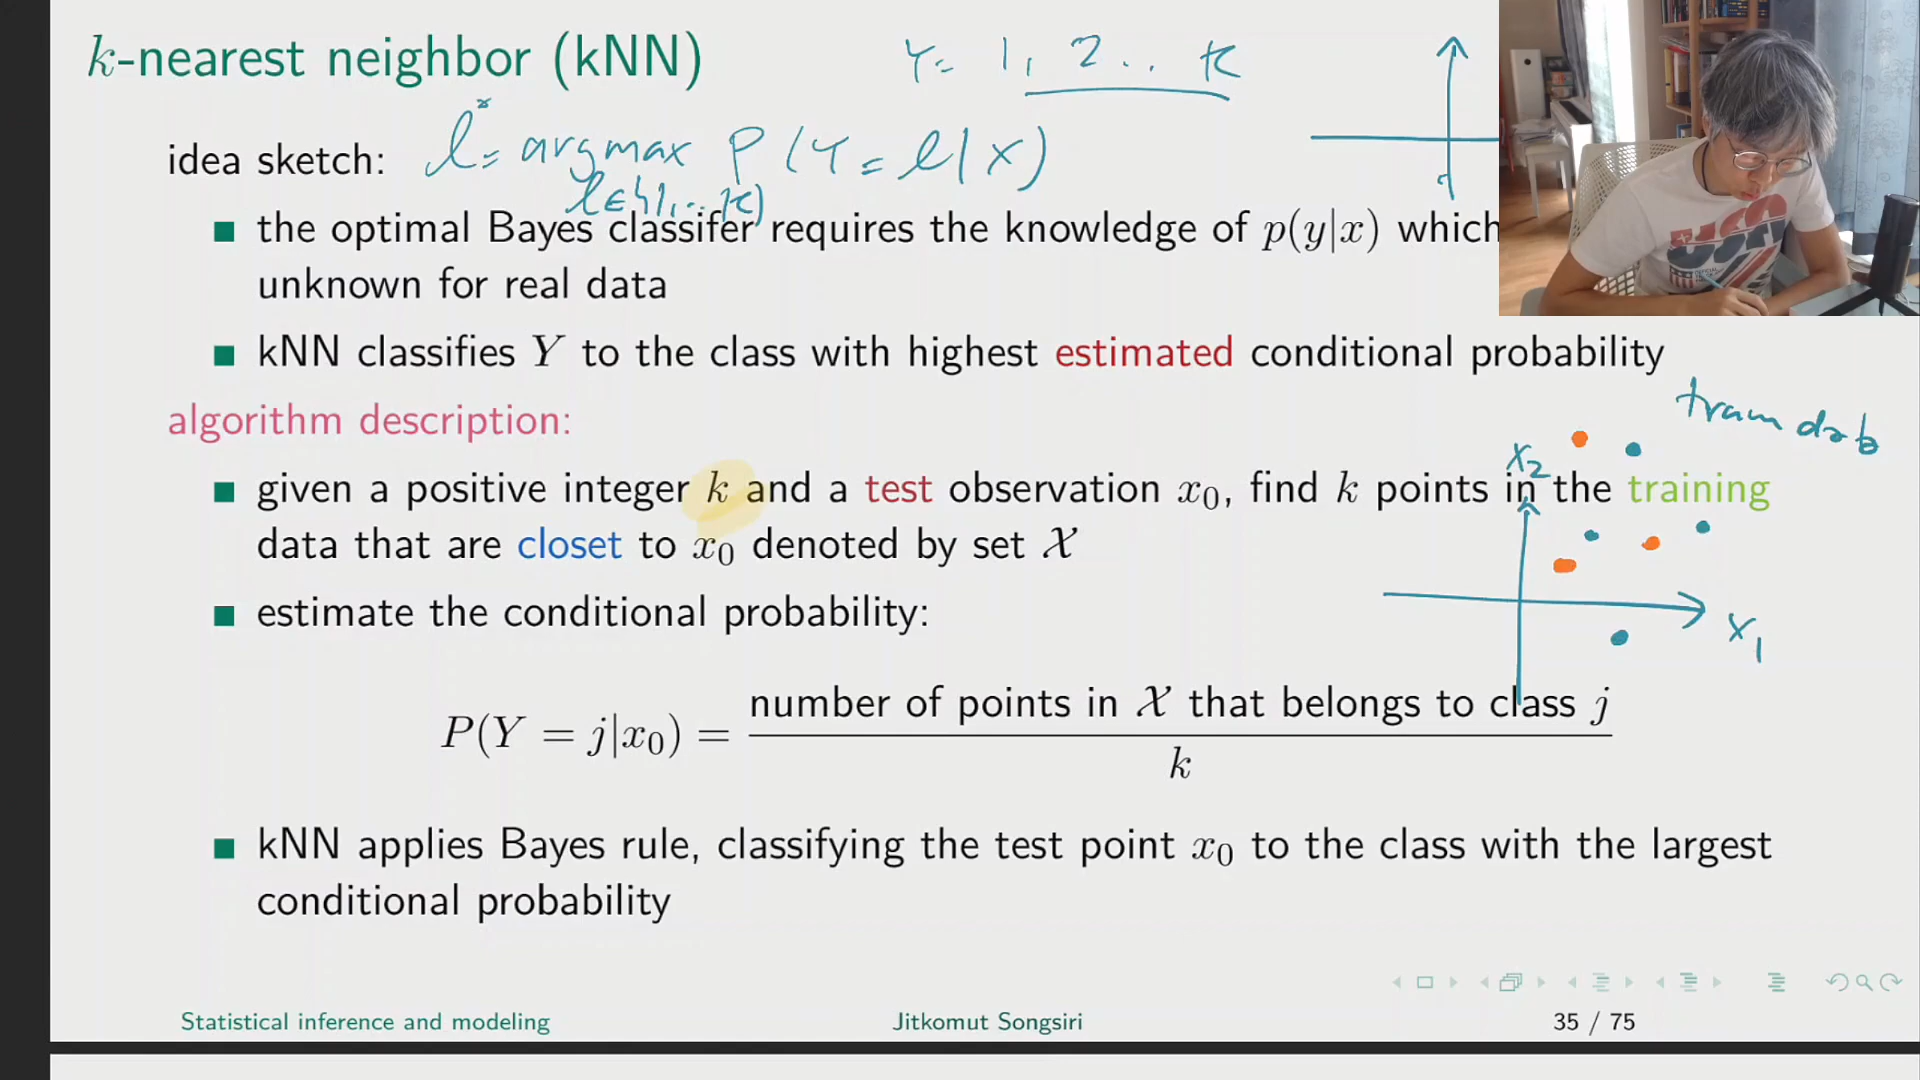 k-nearest neighbor (kNN)
Y= 1, 2 .. K
idea sketch: l* = argmax P(Y=l|X)
l∈{1,..K}
■ the optimal Bayes classifer requires the knowledge of p(y|x) which
unknown for real data
■ kNN classifies Y to the class with highest estimated conditional probability
train data
algorithm description:
x2
■ given a positive integer k and a test observation x₀, find k points in the training
data that are closet to x₀ denoted by set 𝒳
■ estimate the conditional probability:
x1
P(Y = j|x₀) = number of points in 𝒳 that belongs to class j
k
■ kNN applies Bayes rule, classifying the test point x₀ to the class with the largest
conditional probability
Statistical inference and modeling Jitkomut Songsiri 35 / 75